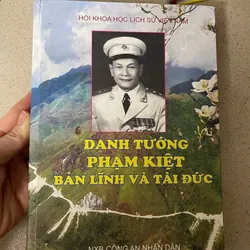 HỘI KHOA HỌC LỊCH SỬ VIỆT NAM
DANH TƯỚNG
PHẠM KIỆT
BẢN LĨNH VÀ TÀI ĐỨC
NXB CÔNG AN NHÂN DÂN